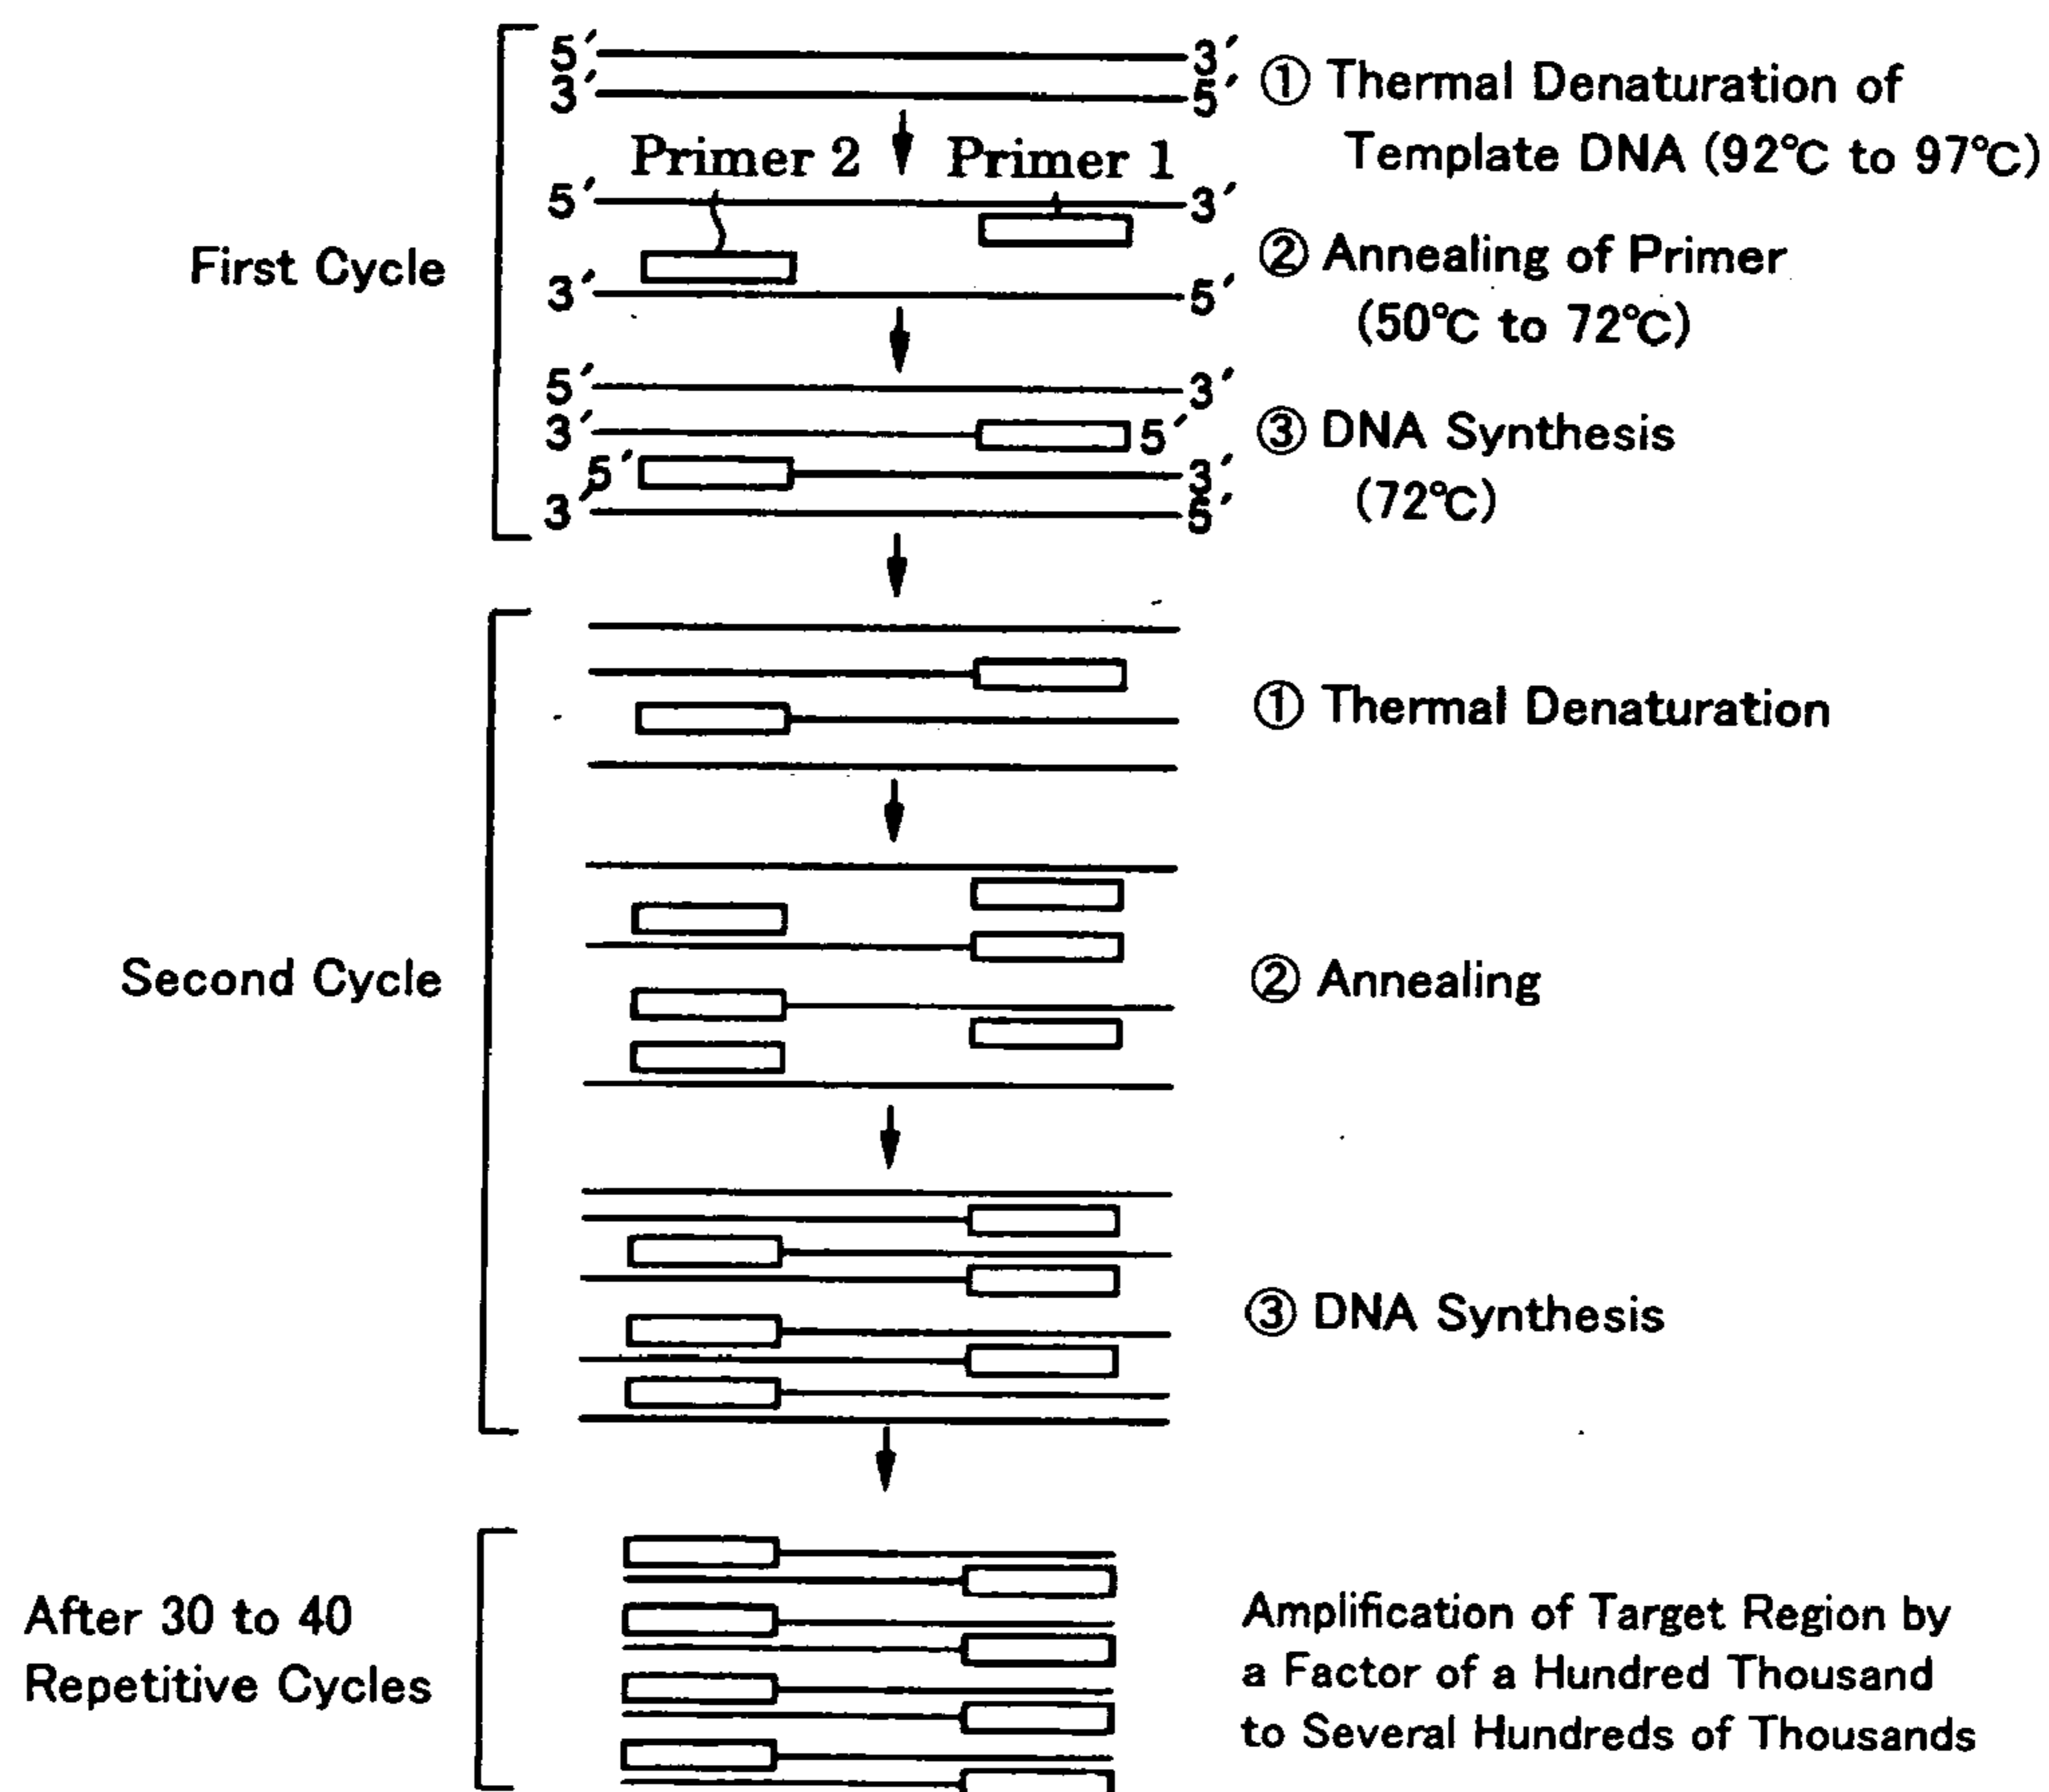 5′ 3′
3′ 5′
① Thermal Denaturation of
Template DNA (92℃ to 97℃)
Primer 2 Primer 1
5′ 3′
First Cycle
② Annealing of Primer
(50℃ to 72℃)
3′ 5′
5′ 3′
3′ 5′
③ DNA Synthesis
(72℃)
5′ 3′
3′ 5′
① Thermal Denaturation
Second Cycle
② Annealing
③ DNA Synthesis
After 30 to 40
Repetitive Cycles
Amplification of Target Region by
a Factor of a Hundred Thousand
to Several Hundreds of Thousands